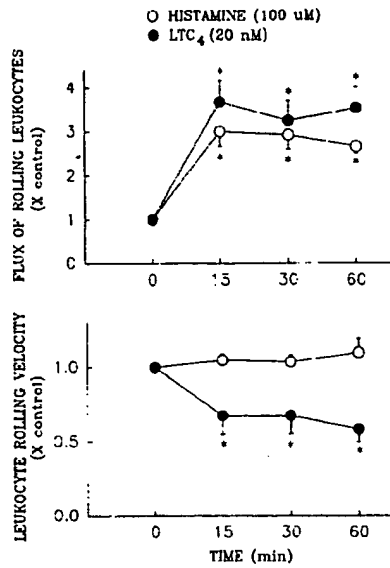 ○ HISTAMINE (100 uM)
● LTC4 (20 nM)
FLUX OF ROLLING LEUKOCYTES
(X control)
4
3
2
1
0
* * *
* * *
0 15 30 60
LEUKOCYTE ROLLING VELOCITY
(X control)
1.0
0.5
0.0
* * *
0 15 30 60
TIME (min)